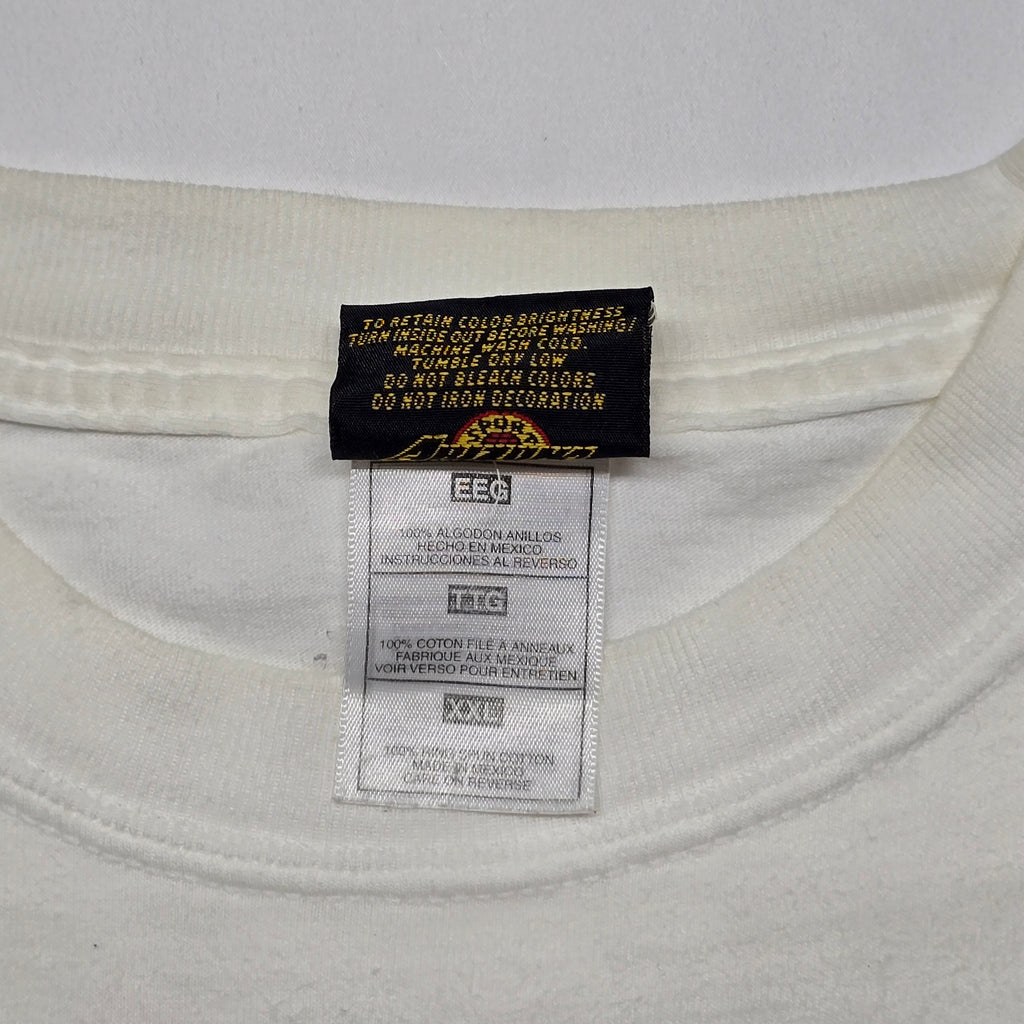 TO RETAIN COLOR BRIGHTNESS
TURN INSIDE OUT BEFORE WASHING!
MACHINE WASH COLD.
TUMBLE DRY LOW
DO NOT BLEACH COLORS
DO NOT IRON DECORATION
EEG
100% ALGODON ANILLOS
HECHO EN MEXICO
INSTRUCCIONES AL REVERSO
TTG
100% COTON FILÉ A ANNEAUX
FABRIQUE AUX MEXIQUE
VOIR VERSO POUR ENTRETIEN
XXL
100% RING SPUN COTTON
MADE IN MEXICO
CARE ON REVERSE